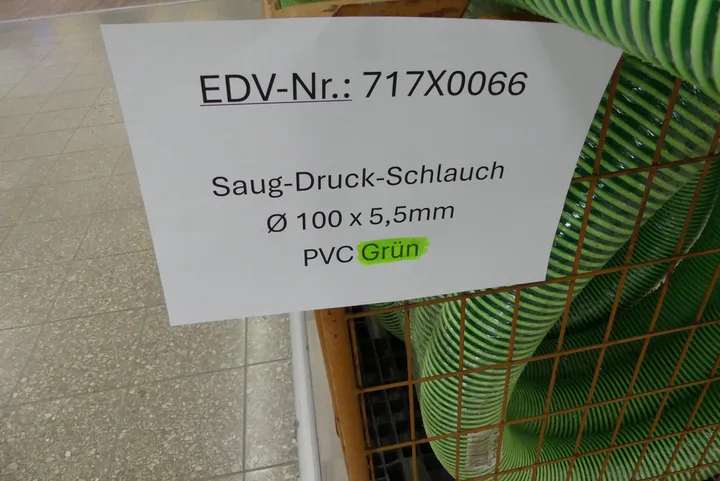 EDV-Nr.: 717X0066
Saug-Druck-Schlauch
Ø 100 x 5,5mm
PVC Grün